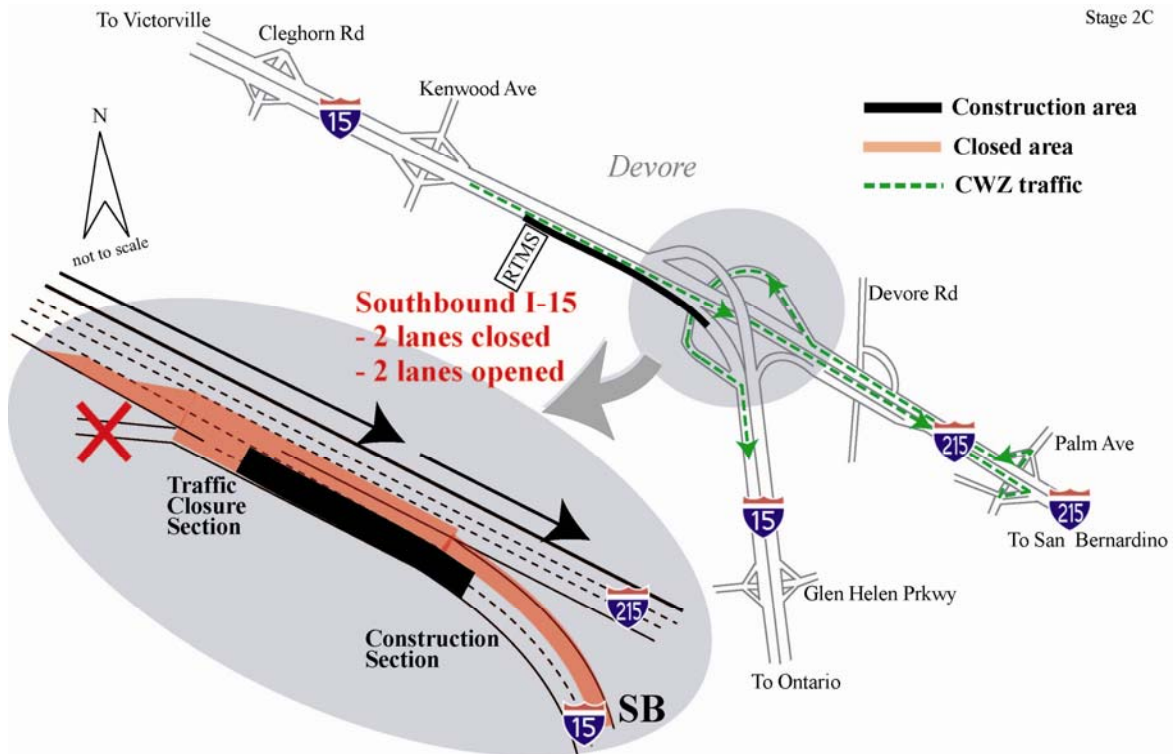 Stage 2C
To Victorville
Cleghorn Rd
Kenwood Ave
15
N
not to scale
Construction area
Closed area
CWZ traffic
Devore
RTMS
Devore Rd
Southbound I-15
- 2 lanes closed
- 2 lanes opened
215
Palm Ave
215
To San Bernardino
15
Glen Helen Prkwy
To Ontario
Traffic
Closure
Section
Construction
Section
215
15
SB